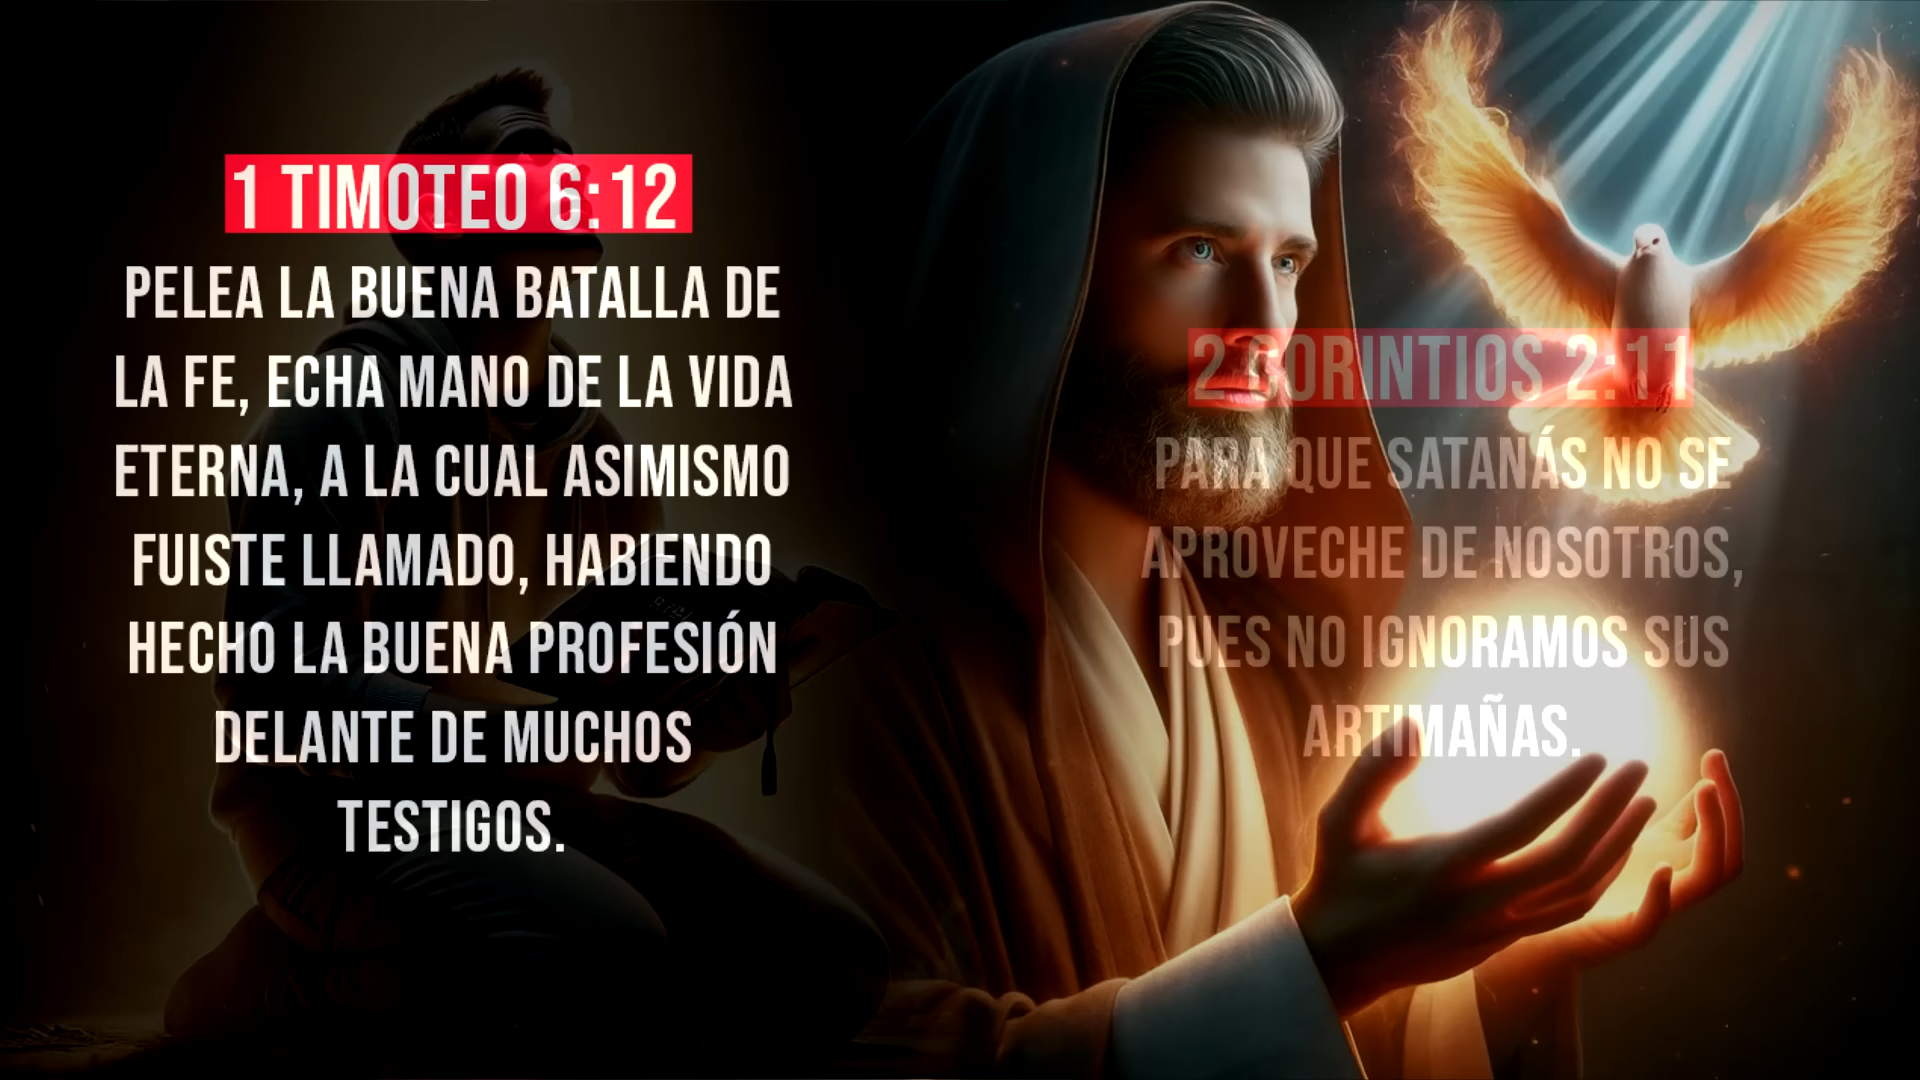 1 TIMOTEO 6:12
PELEA LA BUENA BATALLA DE
LA FE, ECHA MANO DE LA VIDA
ETERNA, A LA CUAL ASIMISMO
FUISTE LLAMADO, HABIENDO
HECHO LA BUENA PROFESIÓN
DELANTE DE MUCHOS
TESTIGOS.
2 CORINTIOS 2:11
PARA QUE SATANÁS NO SE
APROVECHE DE NOSOTROS,
PUES NO IGNORAMOS SUS
ARTIMAÑAS.